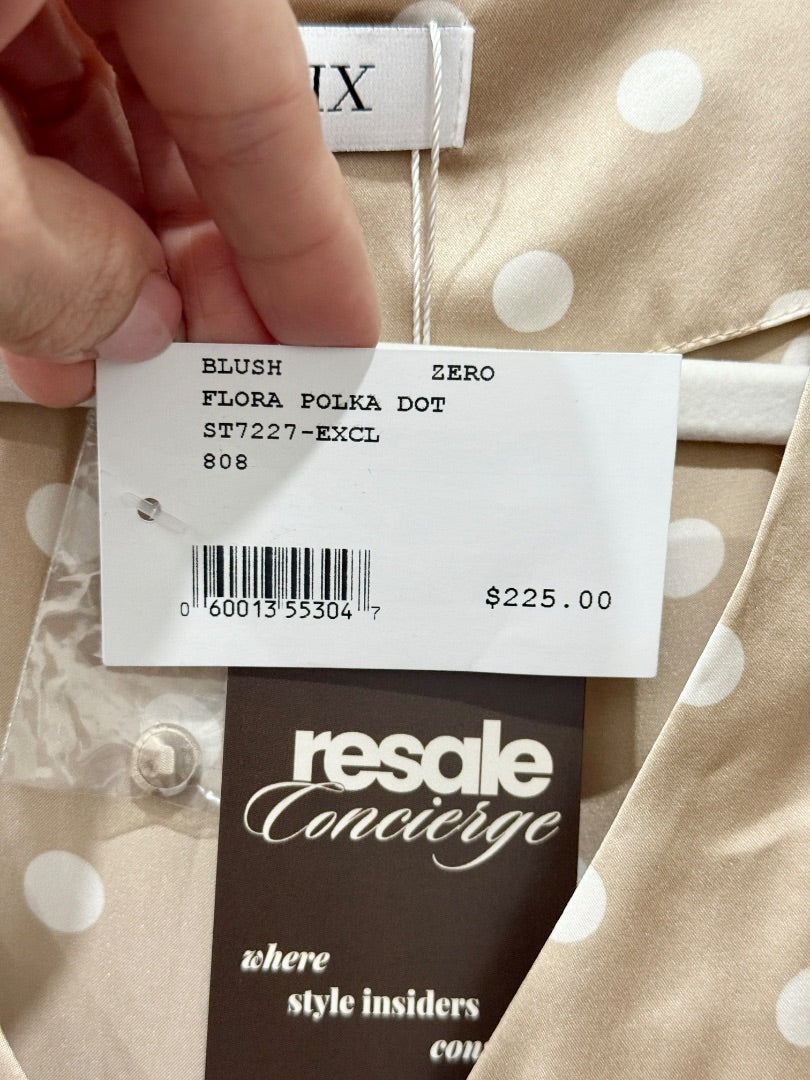 IX
BLUSH ZERO
FLORA POLKA DOT
ST7227-EXCL
808
0 60013 55304 7
$225.00
resale
Concierge
where
style insiders